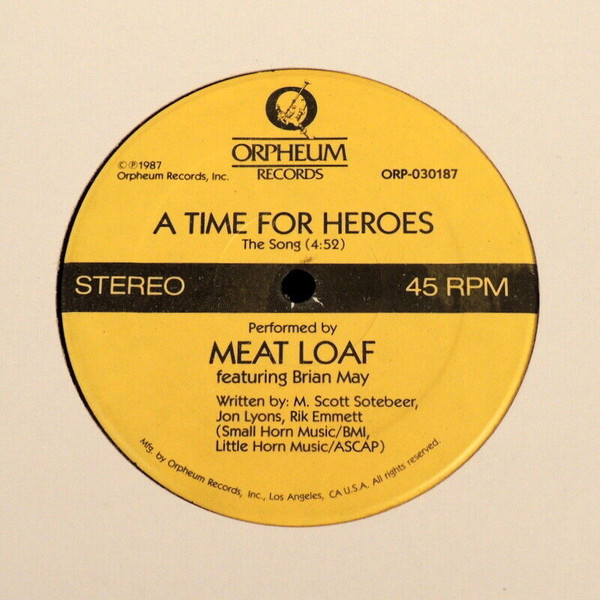 ORPHEUM
RECORDS
©℗1987
Orpheum Records, Inc.
ORP-030187
A TIME FOR HEROES
The Song (4:52)
STEREO
45 RPM
Performed by
MEAT LOAF
featuring Brian May
Written by: M. Scott Sotebeer,
Jon Lyons, Rik Emmett
(Small Horn Music/BMI,
Little Horn Music/ASCAP)
Mfg. by Orpheum Records, Inc., Los Angeles, CA U.S.A. All rights reserved.